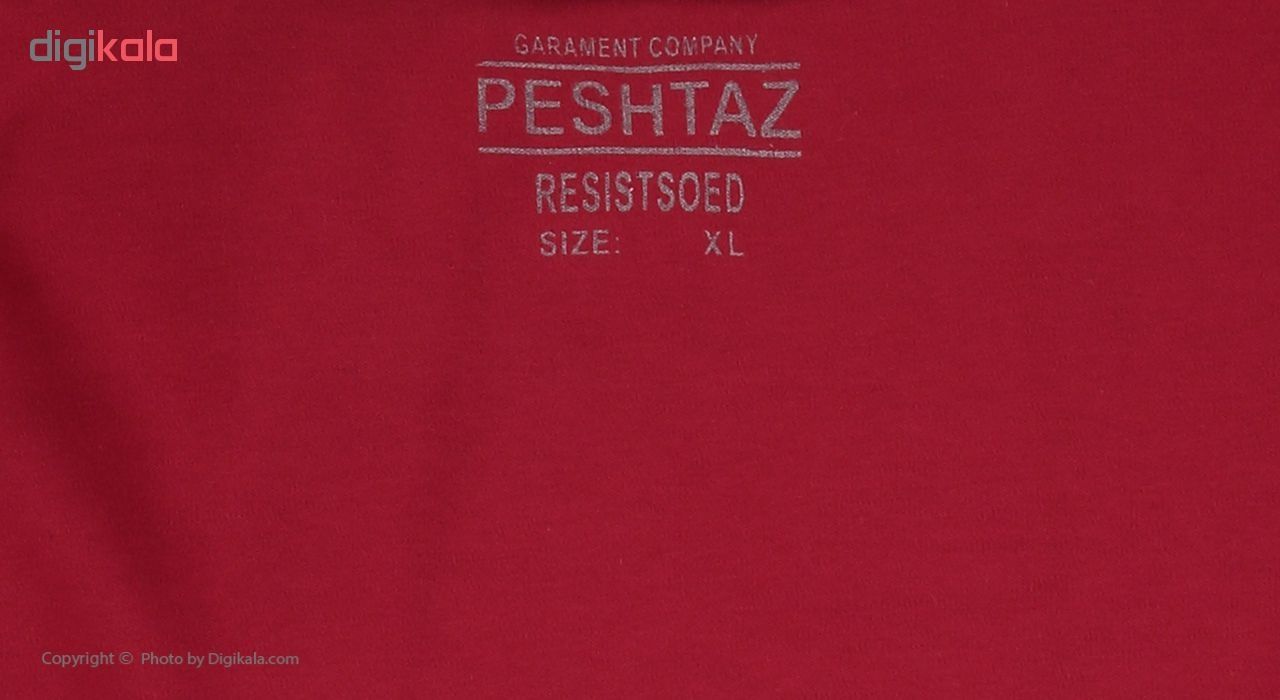 digikala
GARAMENT COMPANY
PESHTAZ
RESISTSOED
SIZE: XL
Copyright © Photo by Digikala.com